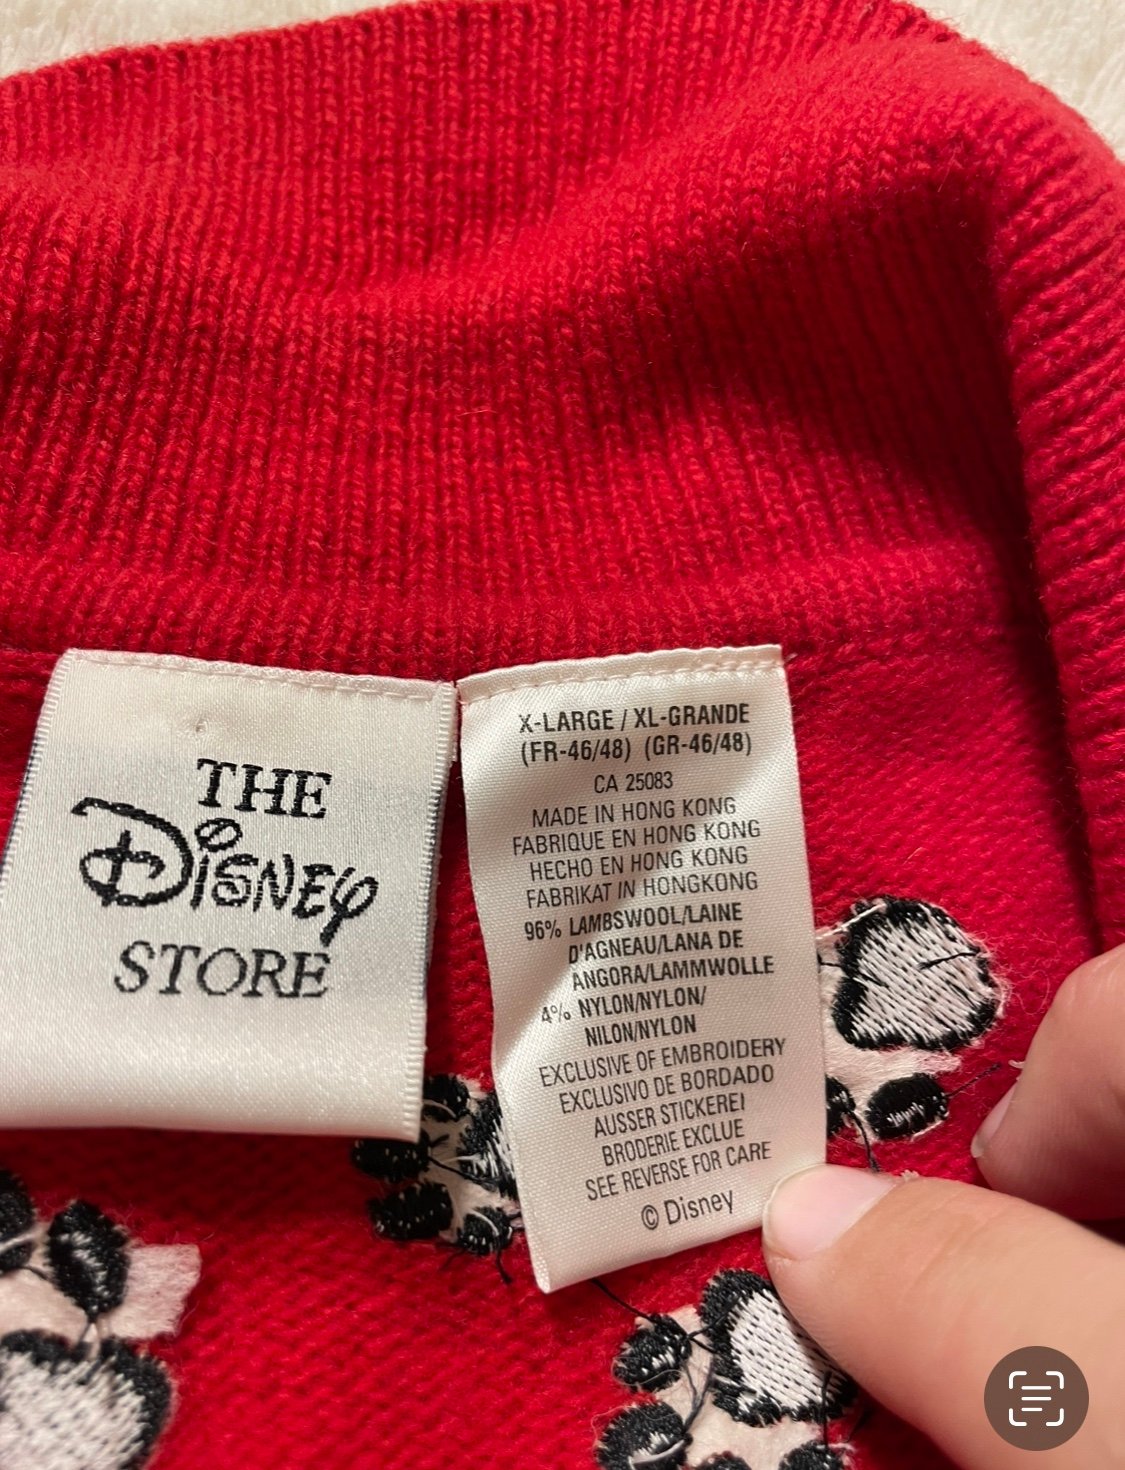 THE
Disney
STORE
X-LARGE / XL-GRANDE
(FR-46/48) (GR-46/48)
CA 25083
MADE IN HONG KONG
FABRIQUE EN HONG KONG
HECHO EN HONG KONG
FABRIKAT IN HONGKONG
96% LAMBSWOOL/LAINE
D'AGNEAU/LANA DE
ANGORA/LAMMWOLLE
4% NYLON/NYLON/
NILON/NYLON
EXCLUSIVE OF EMBROIDERY
EXCLUSIVO DE BORDADO
AUSSER STICKEREI
BRODERIE EXCLUE
SEE REVERSE FOR CARE
© Disney